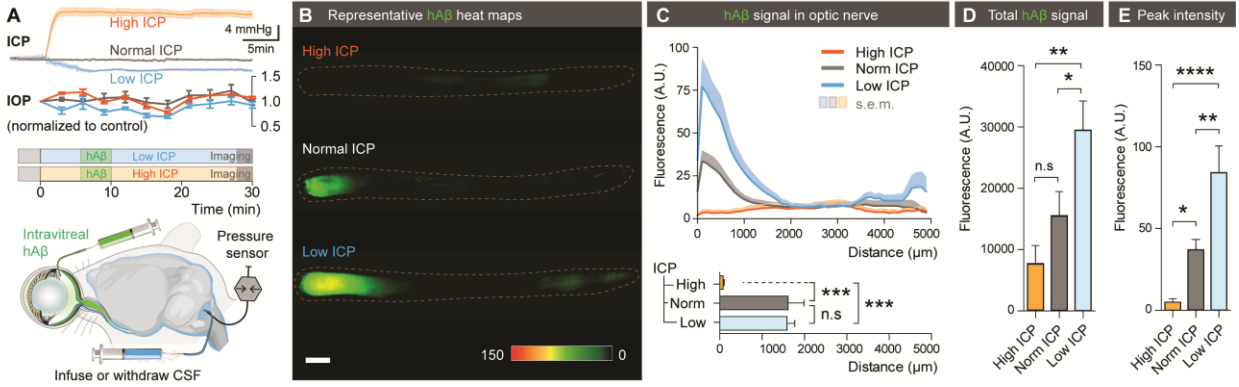 A
High ICP
ICP
4 mmHg
5min
Normal ICP
Low ICP
1.5
IOP
1.0
(normalized to control)
0.5
hAβ Low ICP Imaging
hAβ High ICP Imaging
0 10 20 30
Time (min)
Intravitreal
hAβ
Pressure
sensor
Infuse or withdraw CSF
B Representative hAβ heat maps
High ICP
Normal ICP
Low ICP
150 0
C hAβ signal in optic nerve
Fluorescence (A.U.)
100
75
50
25
0
High ICP
Norm ICP
Low ICP
s.e.m.
0 1000 2000 3000 4000 5000
Distance (µm)
ICP
High
Norm
Low
***
n.s
***
0 1000 2000 3000 4000 5000
Distance (µm)
D Total hAβ signal
Fluorescence (A.U.)
40000
30000
20000
10000
0
**
*
n.s
High ICP
Norm ICP
Low ICP
E Peak intensity
Fluorescence (A.U.)
150
100
50
0
****
**
*
High ICP
Norm ICP
Low ICP